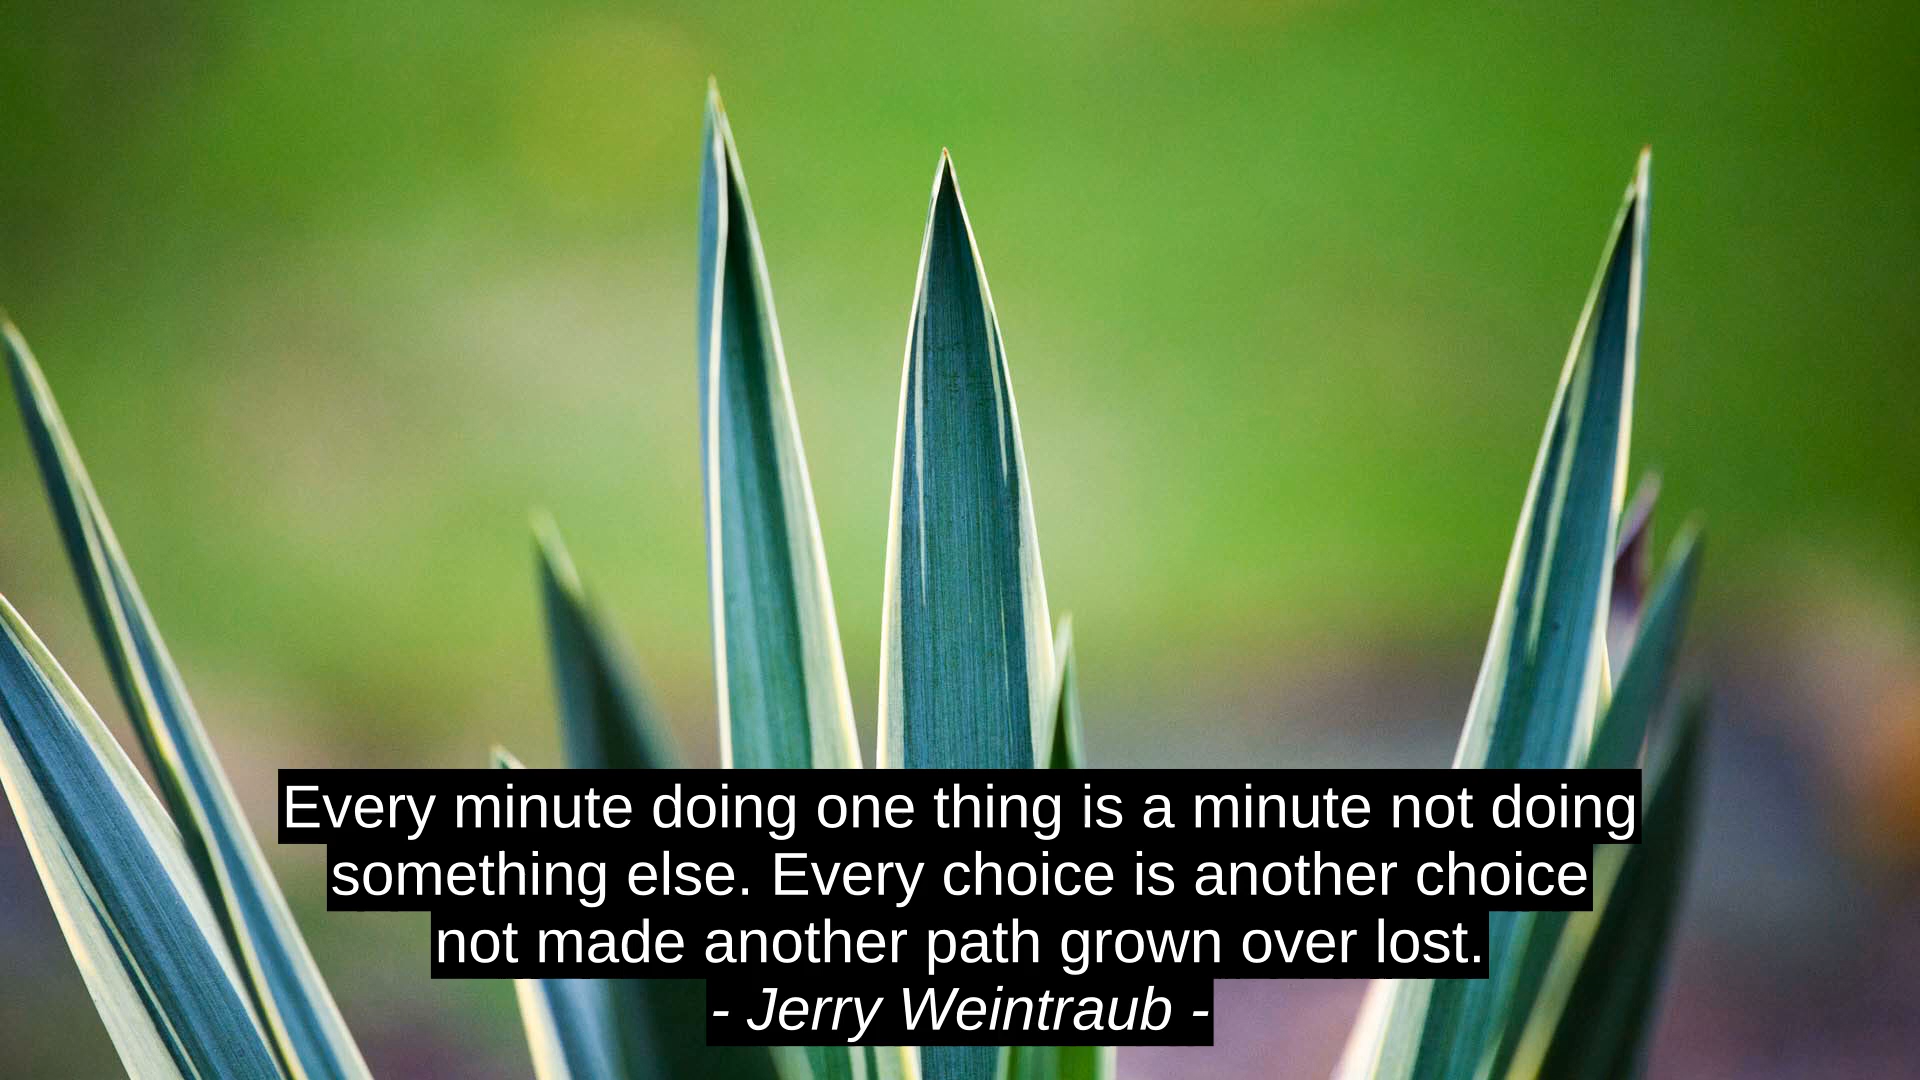 Every minute doing one thing is a minute not doing
something else. Every choice is another choice
not made another path grown over lost.
- Jerry Weintraub -